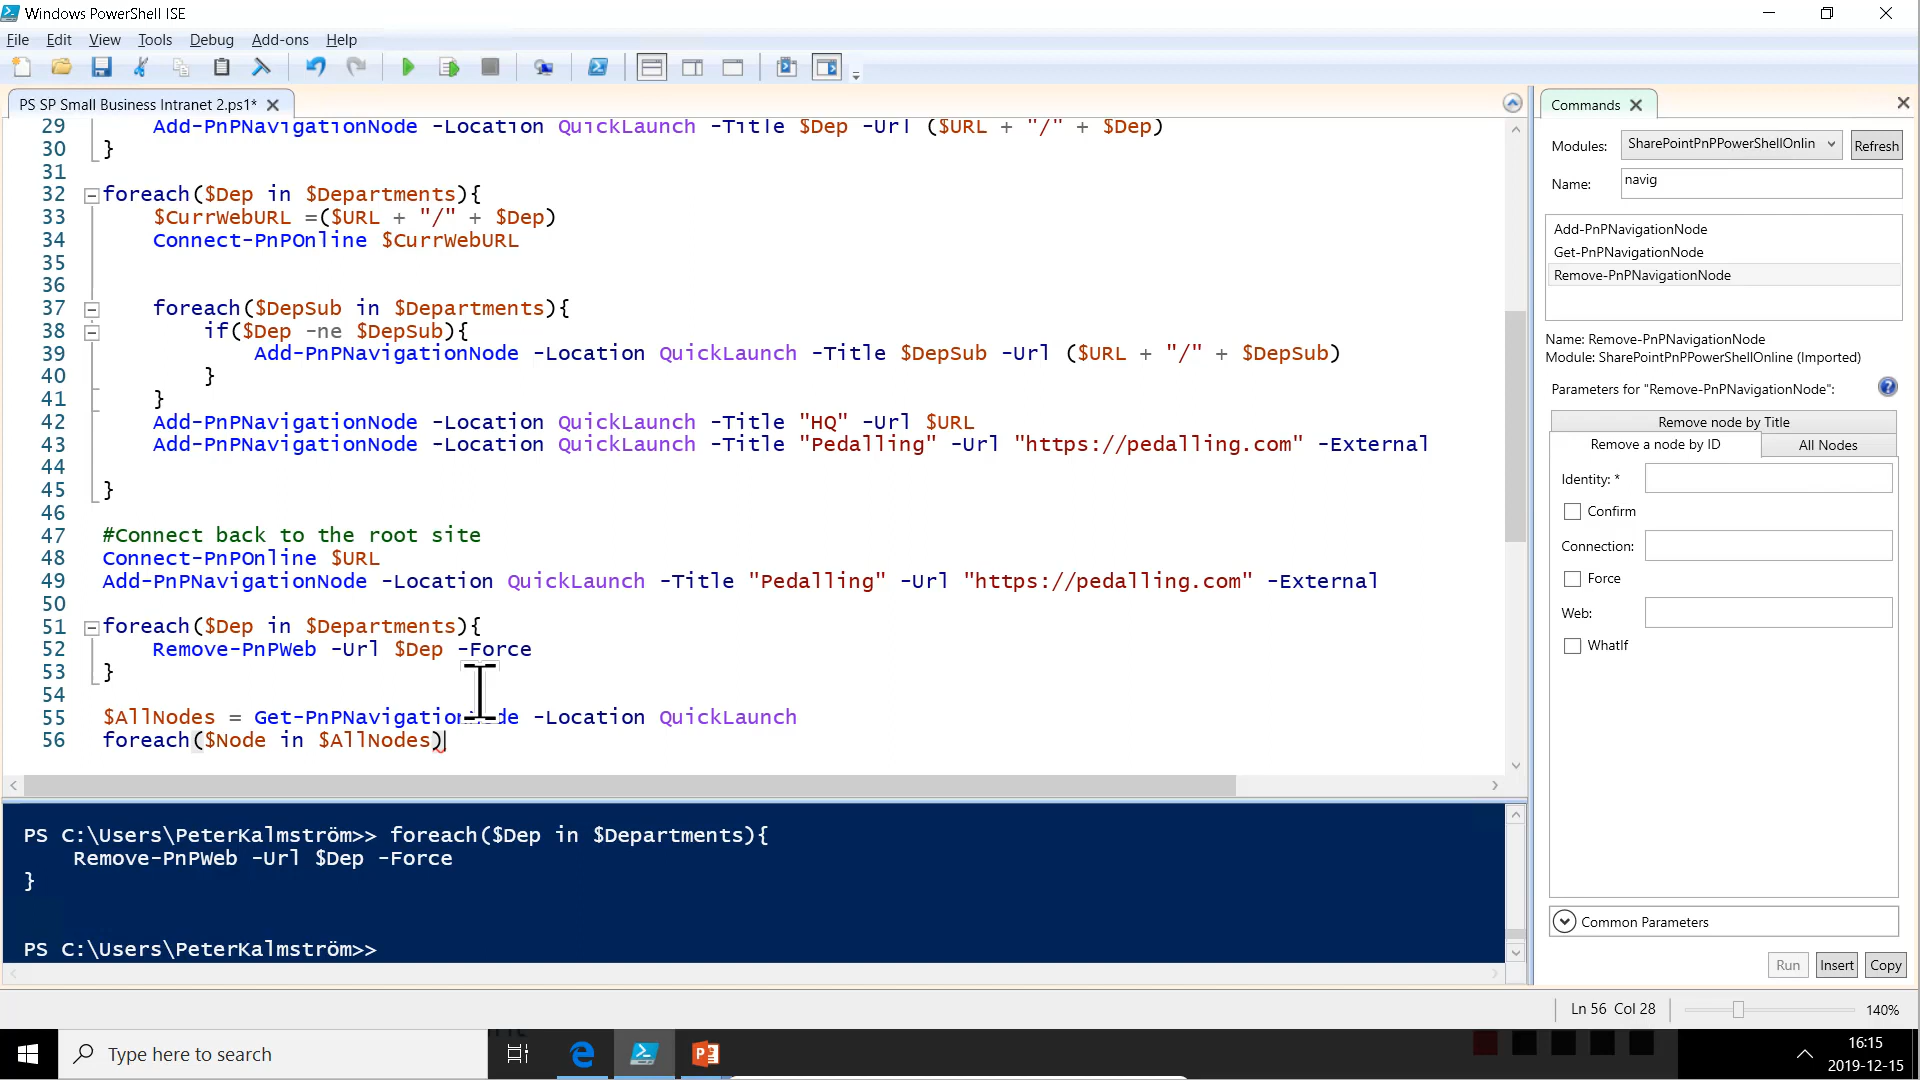 Windows PowerShell ISE
File Edit View Tools Debug Add-ons Help
PS SP Small Business Intranet 2.ps1*
29 Add-PnPNavigationNode -Location QuickLaunch -Title $Dep -Url ($URL + "/" + $Dep)
30 }
31
32 foreach($Dep in $Departments){
33 $CurrWebURL =($URL + "/" + $Dep)
34 Connect-PnPOnline $CurrWebURL
35
36
37 foreach($DepSub in $Departments){
38 if($Dep -ne $DepSub){
39 Add-PnPNavigationNode -Location QuickLaunch -Title $DepSub -Url ($URL + "/" + $DepSub)
40 }
41 }
42 Add-PnPNavigationNode -Location QuickLaunch -Title "HQ" -Url $URL
43 Add-PnPNavigationNode -Location QuickLaunch -Title "Pedalling" -Url "https://pedalling.com" -External
44
45 }
46
47 #Connect back to the root site
48 Connect-PnPOnline $URL
49 Add-PnPNavigationNode -Location QuickLaunch -Title "Pedalling" -Url "https://pedalling.com" -External
50
51 foreach($Dep in $Departments){
52 Remove-PnPWeb -Url $Dep -Force
53 }
54
55 $AllNodes = Get-PnPNavigationNode -Location QuickLaunch
56 foreach($Node in $AllNodes)
PS C:\Users\PeterKalmström>> foreach($Dep in $Departments){
Remove-PnPWeb -Url $Dep -Force
}
PS C:\Users\PeterKalmström>>
Commands
Modules: SharePointPnPPowerShellOnlin Refresh
Name: navig
Add-PnPNavigationNode
Get-PnPNavigationNode
Remove-PnPNavigationNode
Name: Remove-PnPNavigationNode
Module: SharePointPnPPowerShellOnline (Imported)
Parameters for "Remove-PnPNavigationNode":
Remove node by Title
Remove a node by ID All Nodes
Identity: *
Confirm
Connection:
Force
Web:
WhatIf
Common Parameters
Run Insert Copy
Ln 56 Col 28 140%
Type here to search
16:15
2019-12-15